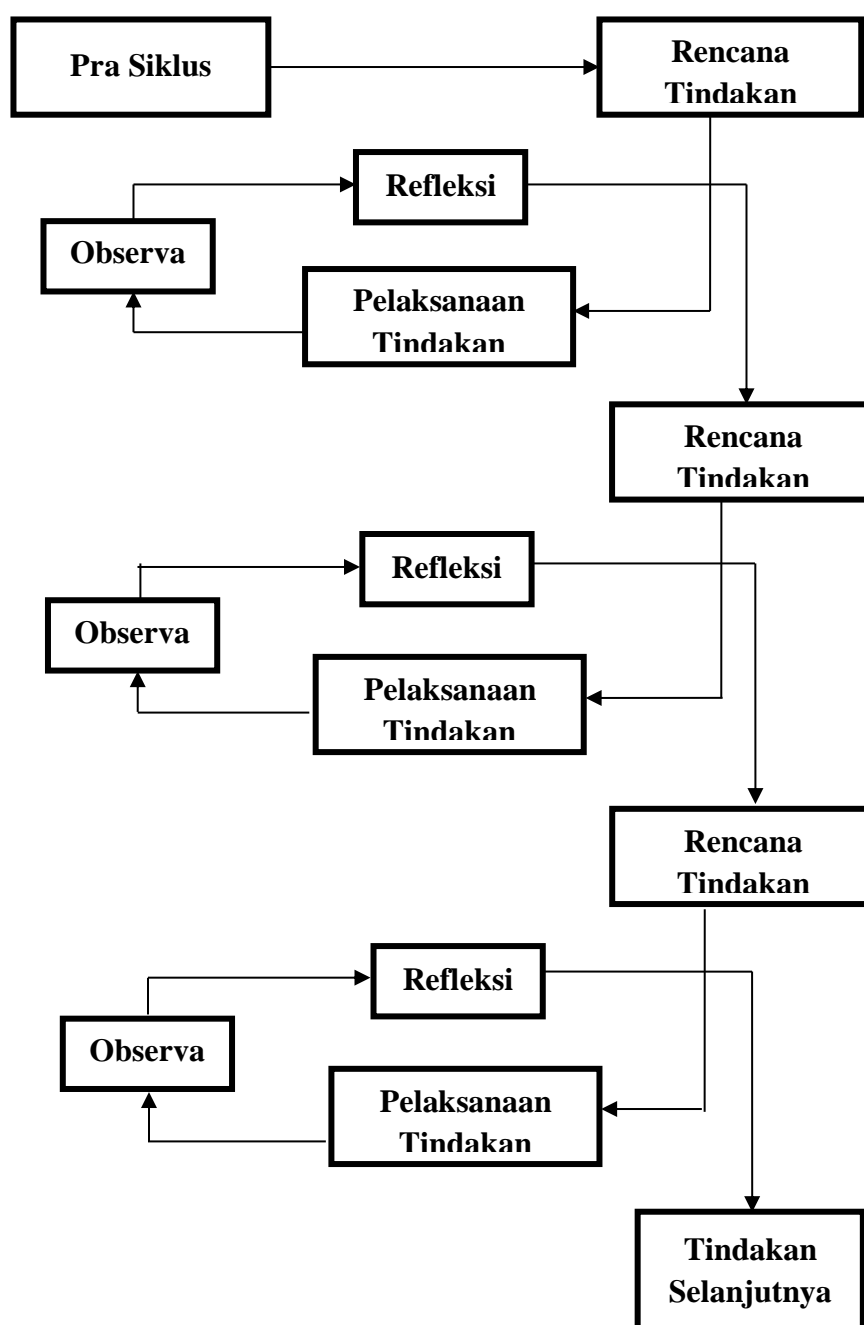 Pra Siklus
Rencana
Tindakan
Refleksi
Observa
Pelaksanaan
Tindakan
Rencana
Tindakan
Refleksi
Observa
Pelaksanaan
Tindakan
Rencana
Tindakan
Refleksi
Observa
Pelaksanaan
Tindakan
Tindakan
Selanjutnya